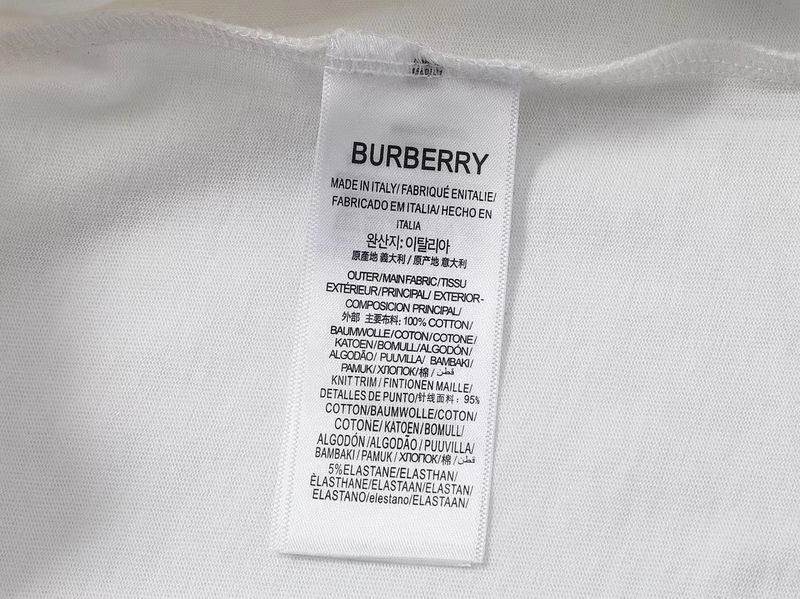 BURBERRY
MADE IN ITALY/ FABRIQUÉ ENITALIE/
FABRICADO EM ITALIA/ HECHO EN
ITALIA
완산지: 이탈리아
原產地 義大利 / 原产地 意大利
OUTER/MAIN FABRIC/TISSU
EXTÉRIEUR/PRINCIPAL/ EXTERIOR-
COMPOSICION PRINCIPAL/
外部 主要布料: 100% COTTON/
BAUMWOLLE/COTON/COTONE/
KATOEN/BOMULL/ALGODÓN/
ALGODÃO/ PUUVILLA/ BAMBAKI/
PAMUK/ХЛОПОК/棉/قطن
KNIT TRIM / FINTIONEN MAILLE/
DETALLES DE PUNTO/针线面料: 95%
COTTON/BAUMWOLLE/COTON/
COTONE/ KATOEN/BOMULL/
ALGODÓN /ALGODÃO / PUUVILLA/
BAMBAKI / PAMUK / ХЛОПОК/棉 /قطن
5%ELASTANE/ELASTHAN/
ÈLASTHANE/ELASTAAN/ELASTAN/
ELASTANO/elestano/ELASTAAN/